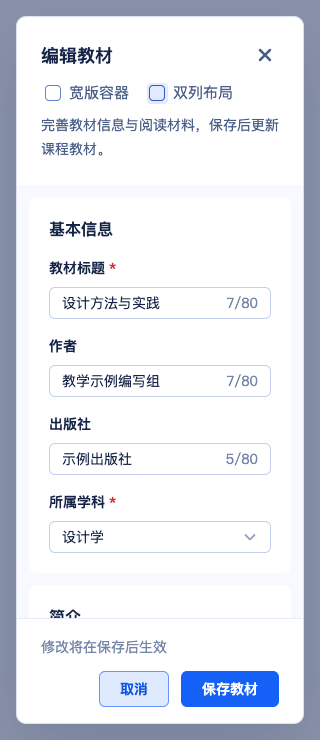 编辑教材
宽版容器 双列布局
完善教材信息与阅读材料，保存后更新
课程教材。
基本信息
教材标题 *
设计方法与实践 7/80
作者
教学示例编写组 7/80
出版社
示例出版社 5/80
所属学科 *
设计学
简介
修改将在保存后生效
取消 保存教材